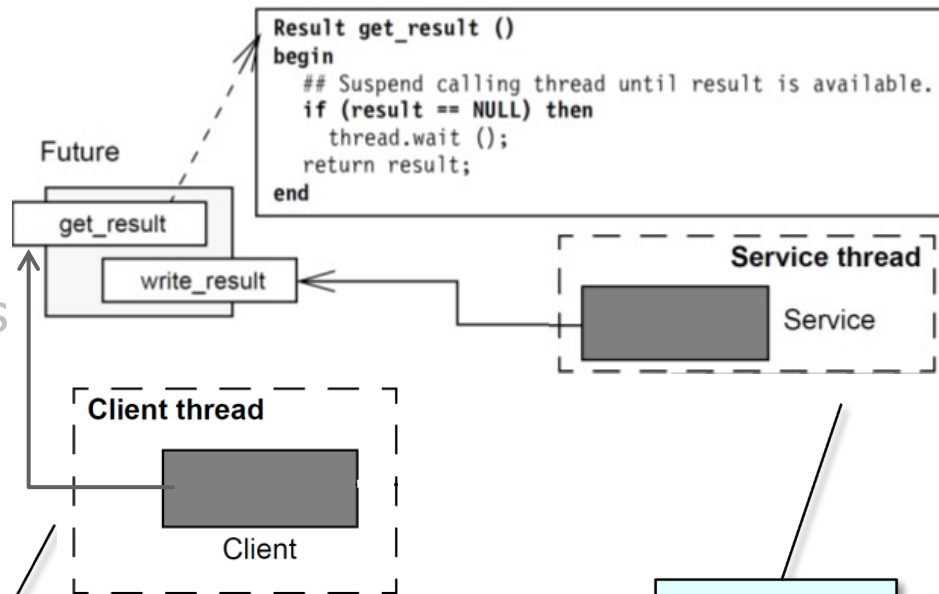 Result get_result ()
begin
## Suspend calling thread until result is available.
if (result == NULL) then
thread.wait ();
return result;
end
Future
get_result
write_result
Service thread
Service
s
Client thread
Client